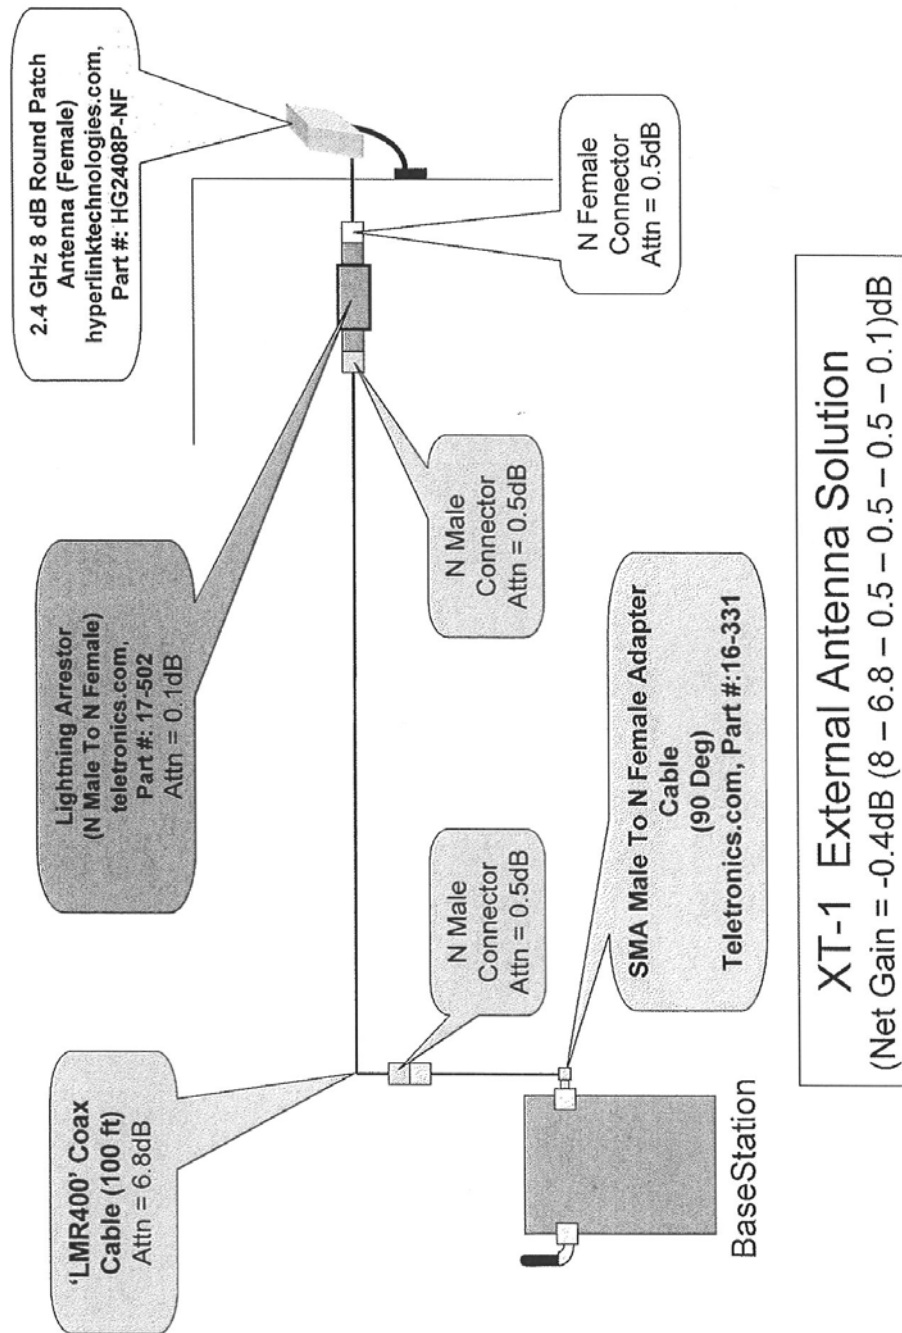 'LMR400' Coax
Cable (100 ft)
Attn = 6.8dB
Lightning Arrestor
(N Male To N Female)
teletronics.com,
Part #: 17-502
Attn = 0.1dB
2.4 GHz 8 dB Round Patch
Antenna (Female)
hyperlinktechnologies.com,
Part #: HG2408P-NF
N Male
Connector
Attn = 0.5dB
N Male
Connector
Attn = 0.5dB
N Female
Connector
Attn = 0.5dB
SMA Male To N Female Adapter
Cable
(90 Deg)
Teletronics.com, Part #:16-331
BaseStation
XT-1 External Antenna Solution
(Net Gain = -0.4dB (8 – 6.8 – 0.5 – 0.5 – 0.5 – 0.1)dB